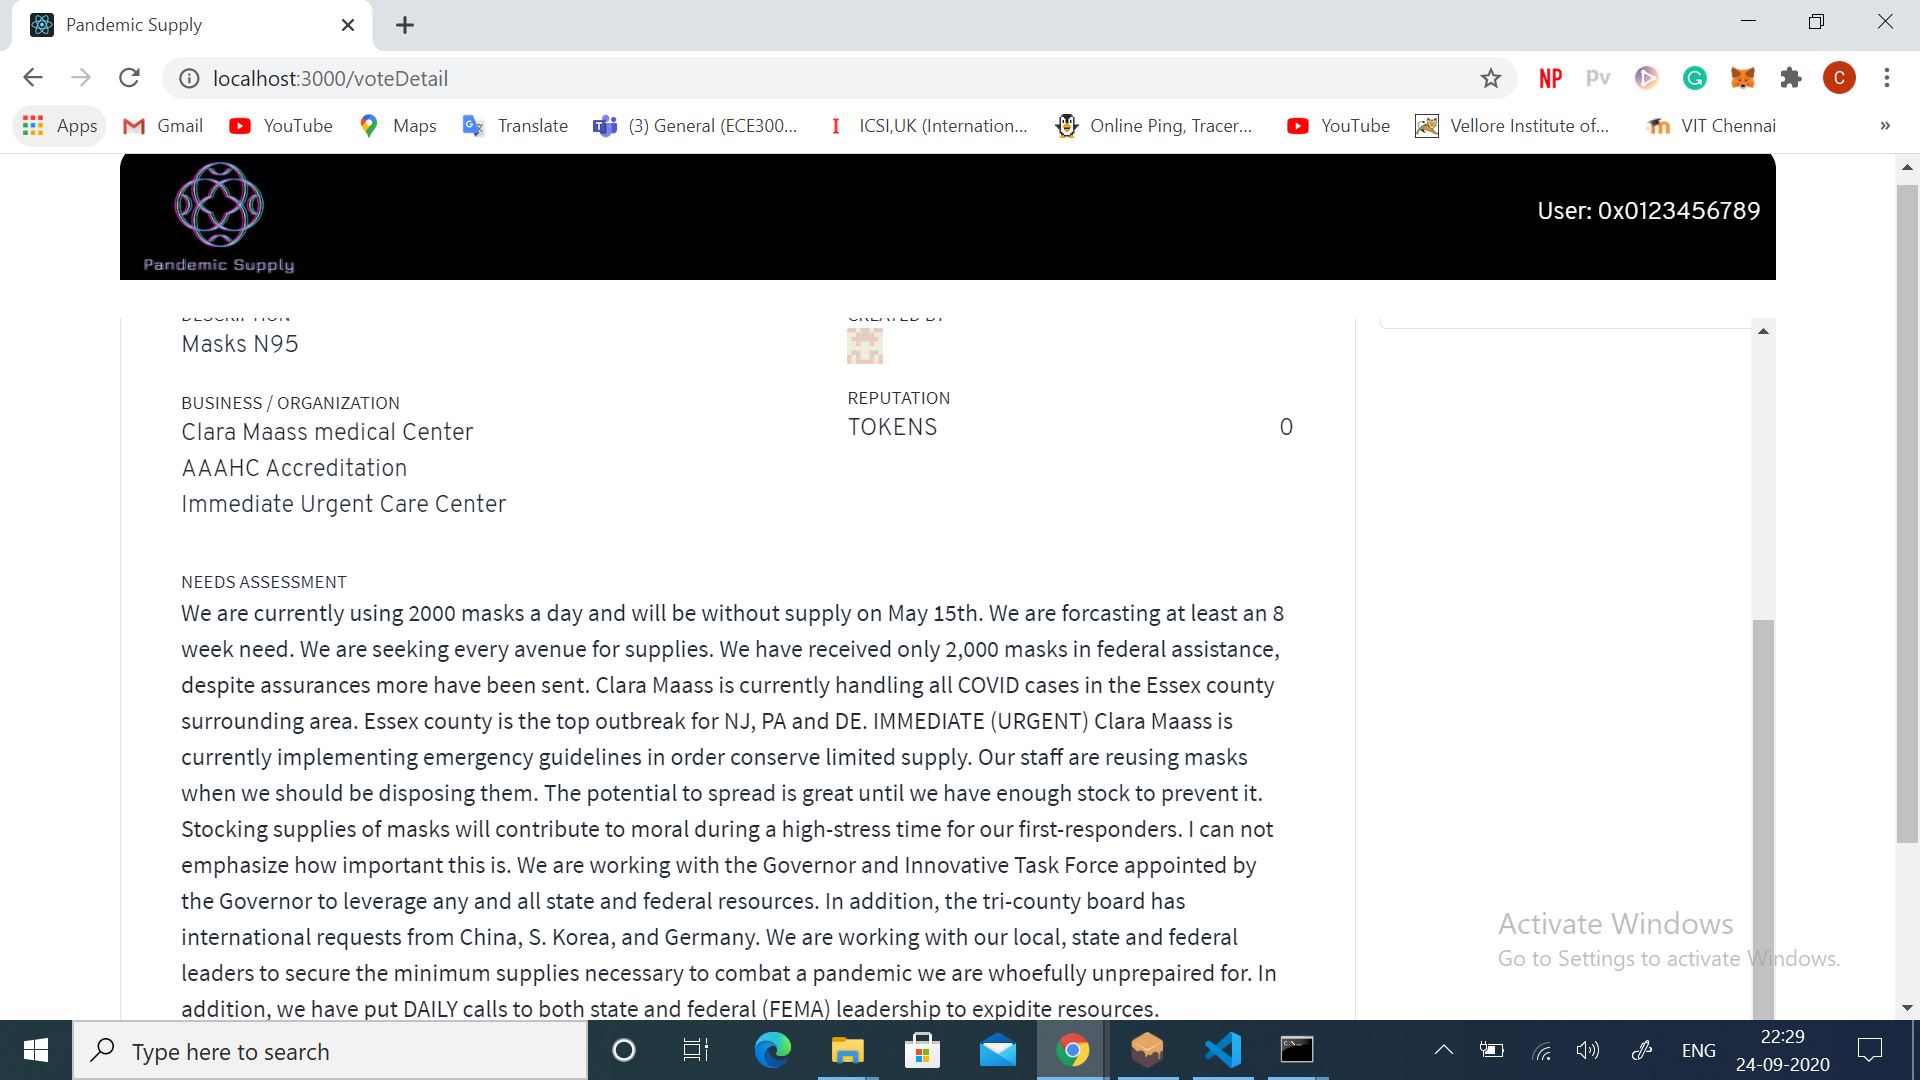 Pandemic Supply
localhost:3000/voteDetail
NP
Pv
G
C
Apps
Gmail
YouTube
Maps
Translate
(3) General (ECE300...
ICSI,UK (Internation...
Online Ping, Tracer...
YouTube
Vellore Institute of...
VIT Chennai
»
User: 0x0123456789
Pandemic Supply
DESCRIPTION
CREATED BY
Masks N95
BUSINESS / ORGANIZATION
REPUTATION
Clara Maass medical Center
TOKENS 0
AAAHC Accreditation
Immediate Urgent Care Center
NEEDS ASSESSMENT
We are currently using 2000 masks a day and will be without supply on May 15th. We are forcasting at least an 8
week need. We are seeking every avenue for supplies. We have received only 2,000 masks in federal assistance,
despite assurances more have been sent. Clara Maass is currently handling all COVID cases in the Essex county
surrounding area. Essex county is the top outbreak for NJ, PA and DE. IMMEDIATE (URGENT) Clara Maass is
currently implementing emergency guidelines in order conserve limited supply. Our staff are reusing masks
when we should be disposing them. The potential to spread is great until we have enough stock to prevent it.
Stocking supplies of masks will contribute to moral during a high-stress time for our first-responders. I can not
emphasize how important this is. We are working with the Governor and Innovative Task Force appointed by
the Governor to leverage any and all state and federal resources. In addition, the tri-county board has
international requests from China, S. Korea, and Germany. We are working with our local, state and federal
leaders to secure the minimum supplies necessary to combat a pandemic we are whoefully unprepaired for. In
addition, we have put DAILY calls to both state and federal (FEMA) leadership to expidite resources.
Activate Windows
Go to Settings to activate Windows.
Type here to search
ENG
22:29
24-09-2020